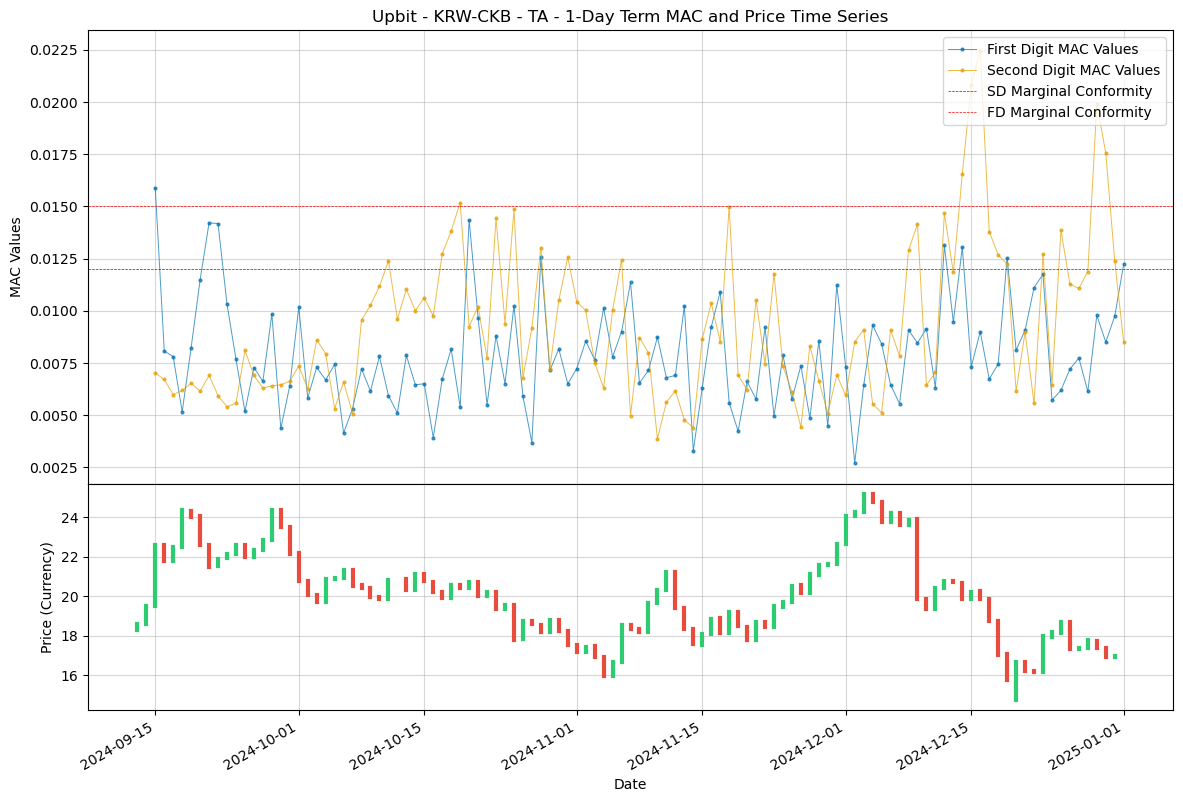 Upbit - KRW-CKB - TA - 1-Day Term MAC and Price Time Series
First Digit MAC Values
Second Digit MAC Values
SD Marginal Conformity
FD Marginal Conformity
MAC Values
0.0225
0.0200
0.0175
0.0150
0.0125
0.0100
0.0075
0.0050
0.0025
Price (Currency)
24
22
20
18
16
2024-09-15
2024-10-01
2024-10-15
2024-11-01
2024-11-15
2024-12-01
2024-12-15
2025-01-01
Date